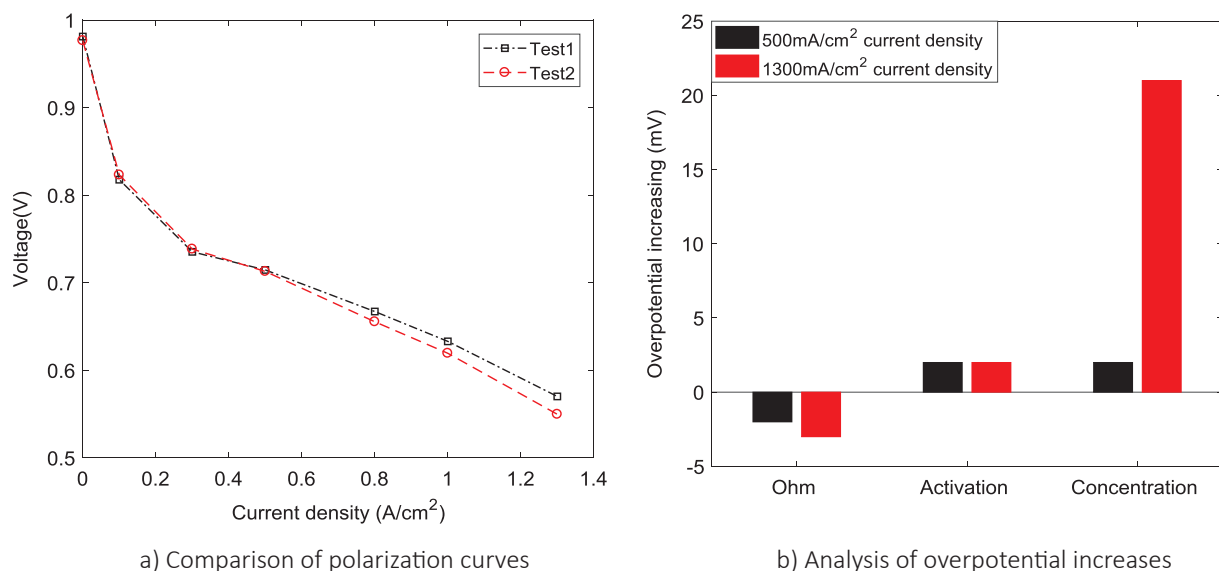 1
0.9
0.8
0.7
0.6
0.5
Voltage(V)
Test1
Test2
0 0.2 0.4 0.6 0.8 1 1.2 1.4
Current density (A/cm²)
a) Comparison of polarization curves
25
20
15
10
5
0
-5
Overpotential increasing (mV)
500mA/cm² current density
1300mA/cm² current density
Ohm Activation Concentration
b) Analysis of overpotential increases